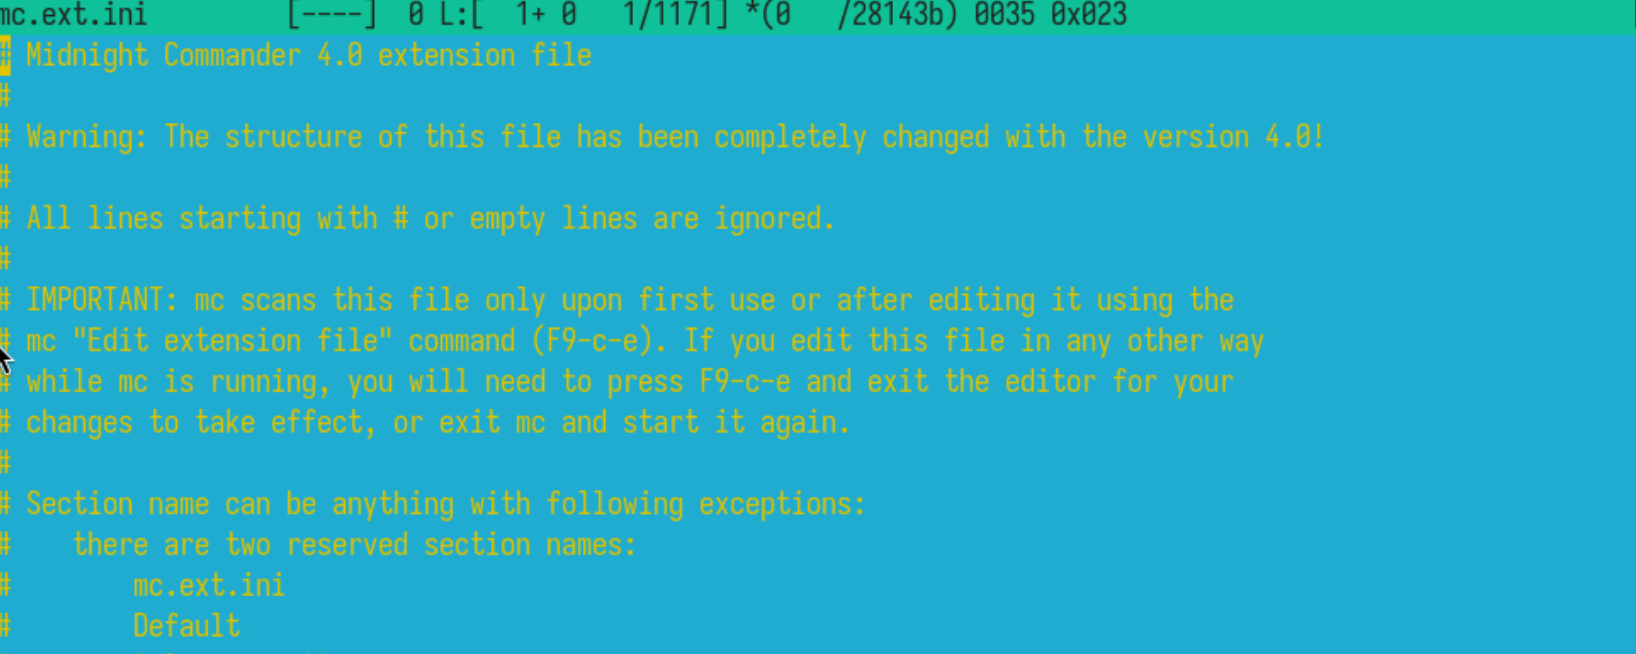 mc.ext.ini [----] 0 L:[ 1+ 0 1/1171] *(0 /28143b) 0035 0x023
# Midnight Commander 4.0 extension file
#
# Warning: The structure of this file has been completely changed with the version 4.0!
#
# All lines starting with # or empty lines are ignored.
#
# IMPORTANT: mc scans this file only upon first use or after editing it using the
# mc "Edit extension file" command (F9-c-e). If you edit this file in any other way
# while mc is running, you will need to press F9-c-e and exit the editor for your
# changes to take effect, or exit mc and start it again.
#
# Section name can be anything with following exceptions:
# there are two reserved section names:
# mc.ext.ini
# Default